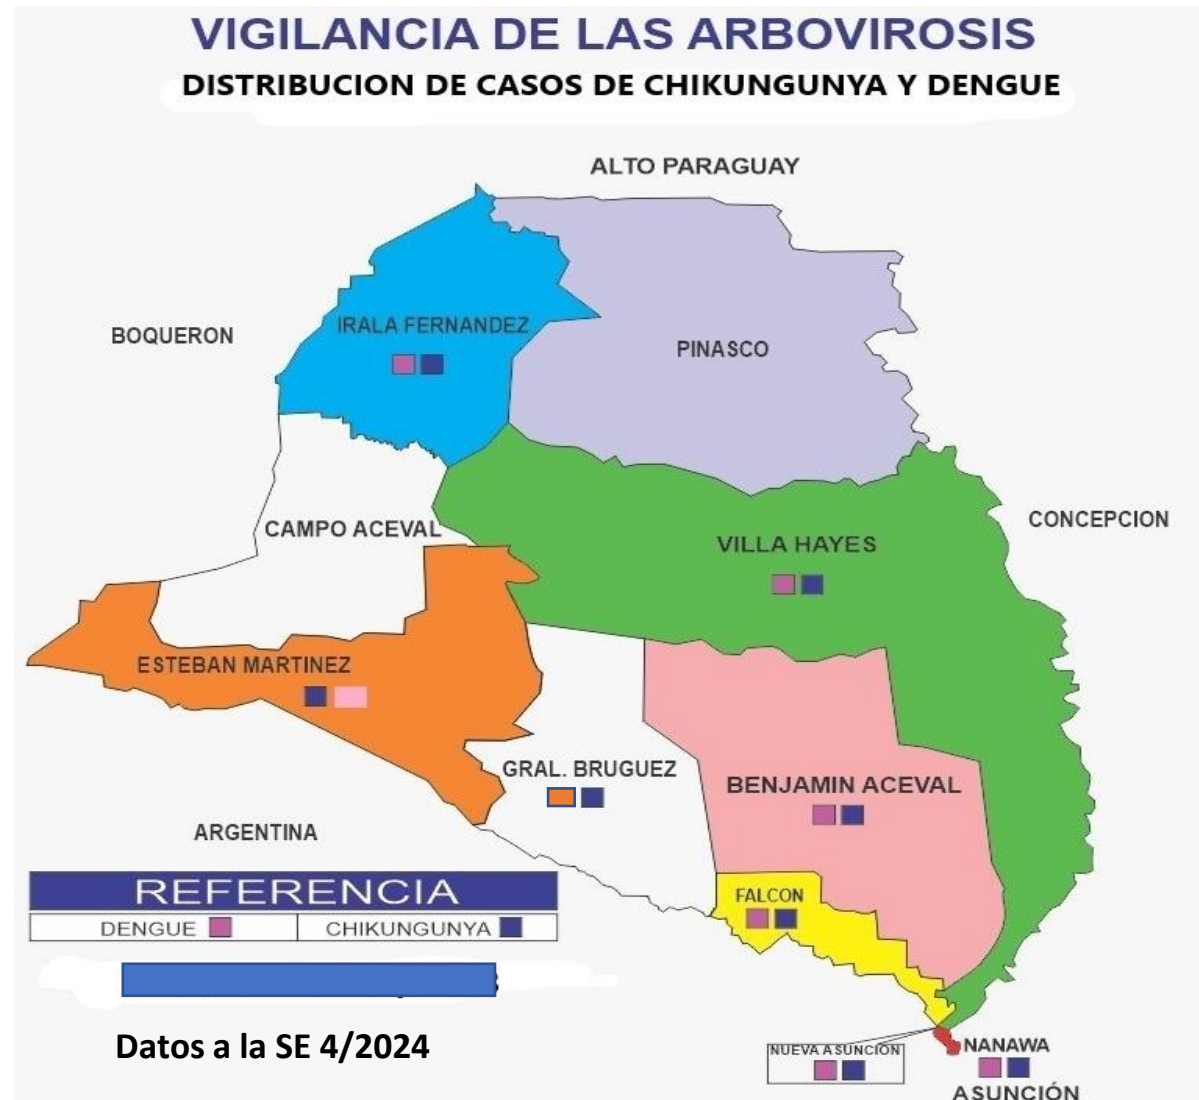 VIGILANCIA DE LAS ARBOVIROSIS
DISTRIBUCION DE CASOS DE CHIKUNGUNYA Y DENGUE
ALTO PARAGUAY
BOQUERON
IRALA FERNANDEZ
PINASCO
CAMPO ACEVAL
CONCEPCION
VILLA HAYES
ESTEBAN MARTINEZ
GRAL. BRUGUEZ
BENJAMIN ACEVAL
ARGENTINA
REFERENCIA
DENGUE
CHIKUNGUNYA
FALCON
Datos a la SE 4/2024
NUEVA ASUNCION
NANAWA
ASUNCIÓN